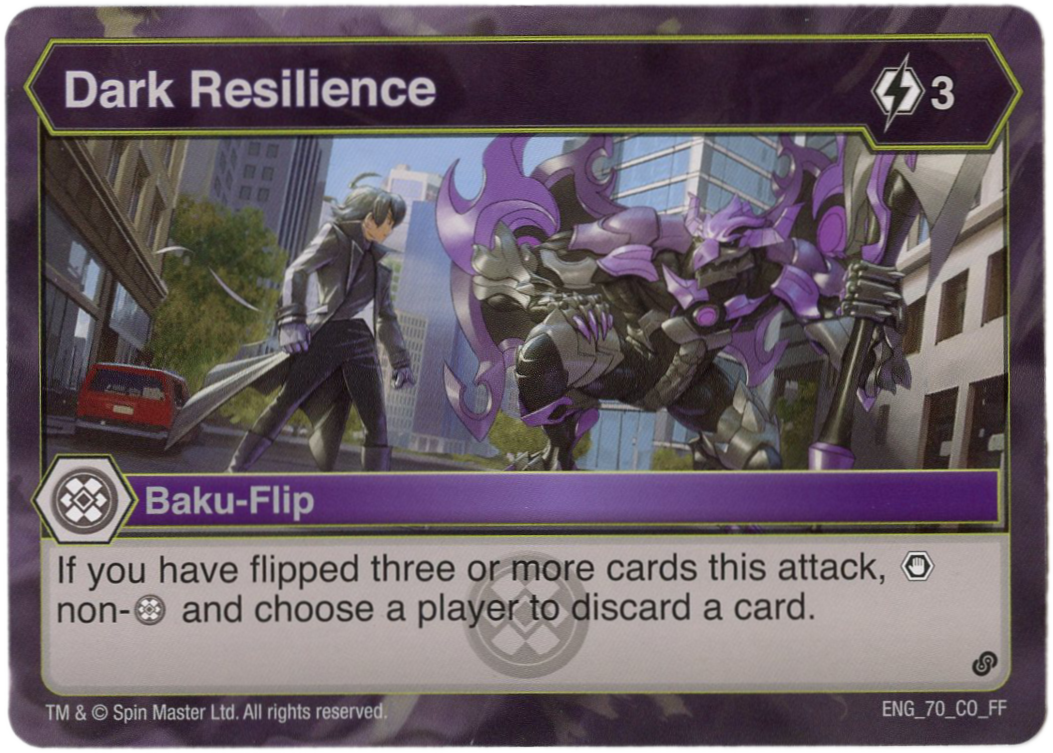 Dark Resilience
3
Baku-Flip
If you have flipped three or more cards this attack,
non- and choose a player to discard a card.
TM & © Spin Master Ltd. All rights reserved.
ENG_70_CO_FF